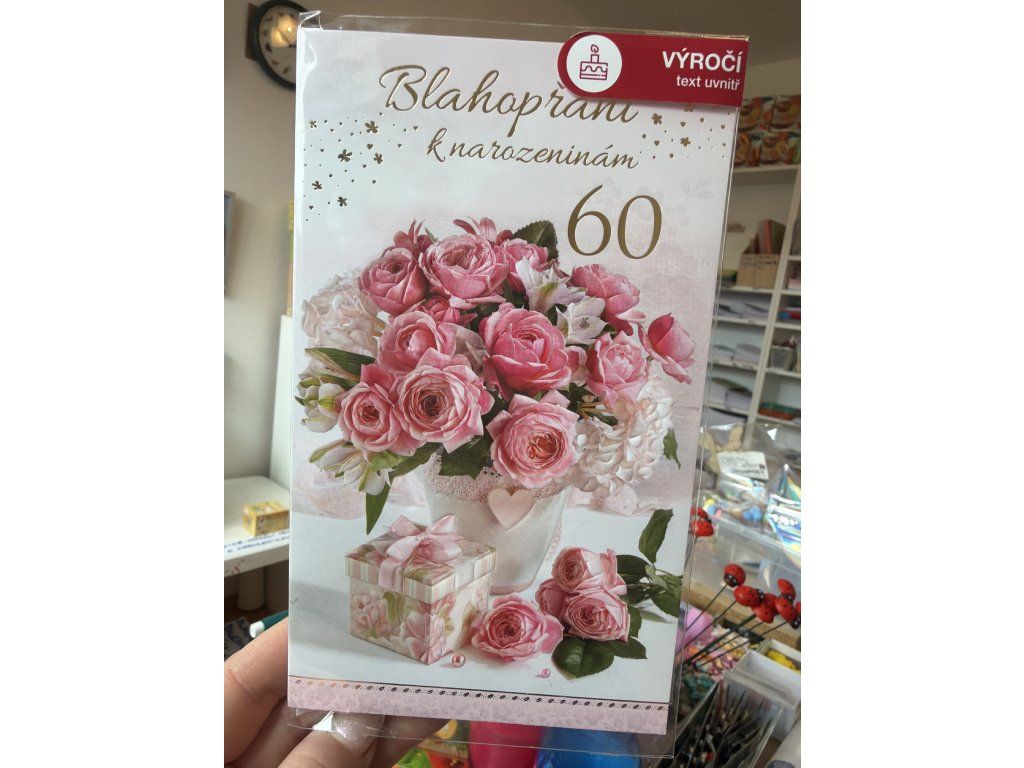 VÝROČÍ
text uvnitř
Blahopřání
k narozeninám
60